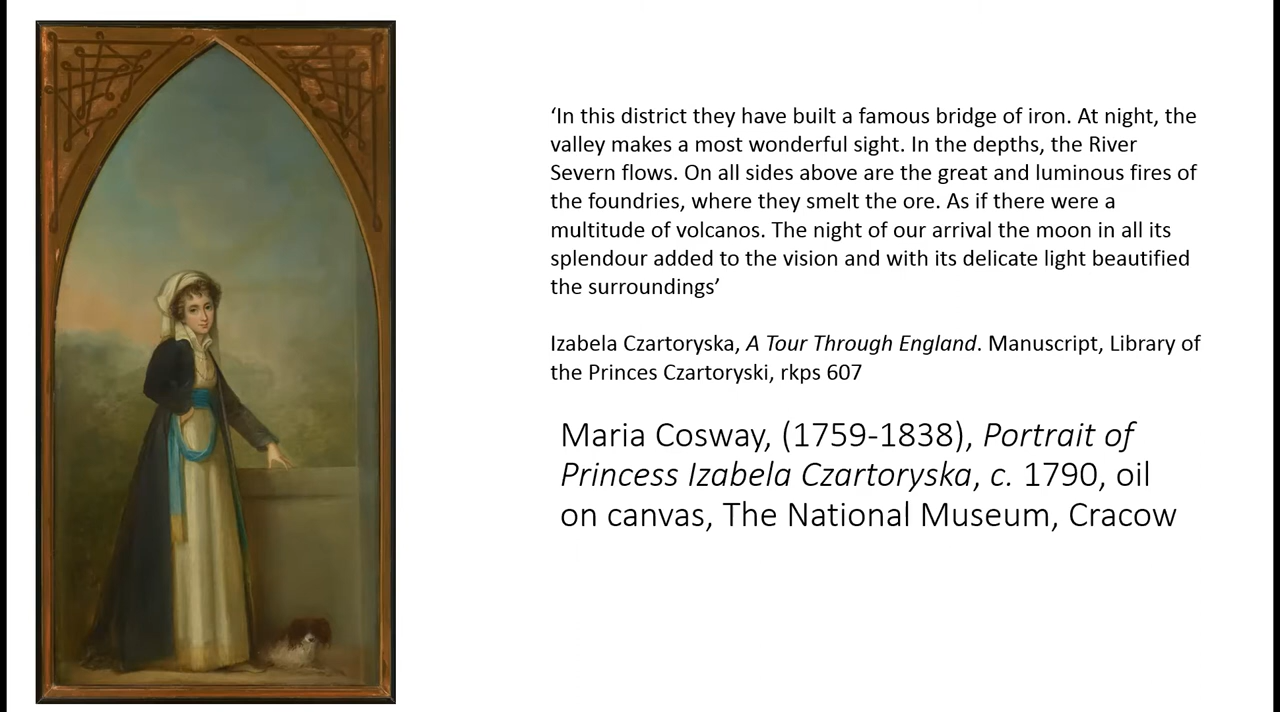 ‘In this district they have built a famous bridge of iron. At night, the
valley makes a most wonderful sight. In the depths, the River
Severn flows. On all sides above are the great and luminous fires of
the foundries, where they smelt the ore. As if there were a
multitude of volcanos. The night of our arrival the moon in all its
splendour added to the vision and with its delicate light beautified
the surroundings’
Izabela Czartoryska, A Tour Through England. Manuscript, Library of
the Princes Czartoryski, rkps 607
Maria Cosway, (1759-1838), Portrait of
Princess Izabela Czartoryska, c. 1790, oil
on canvas, The National Museum, Cracow